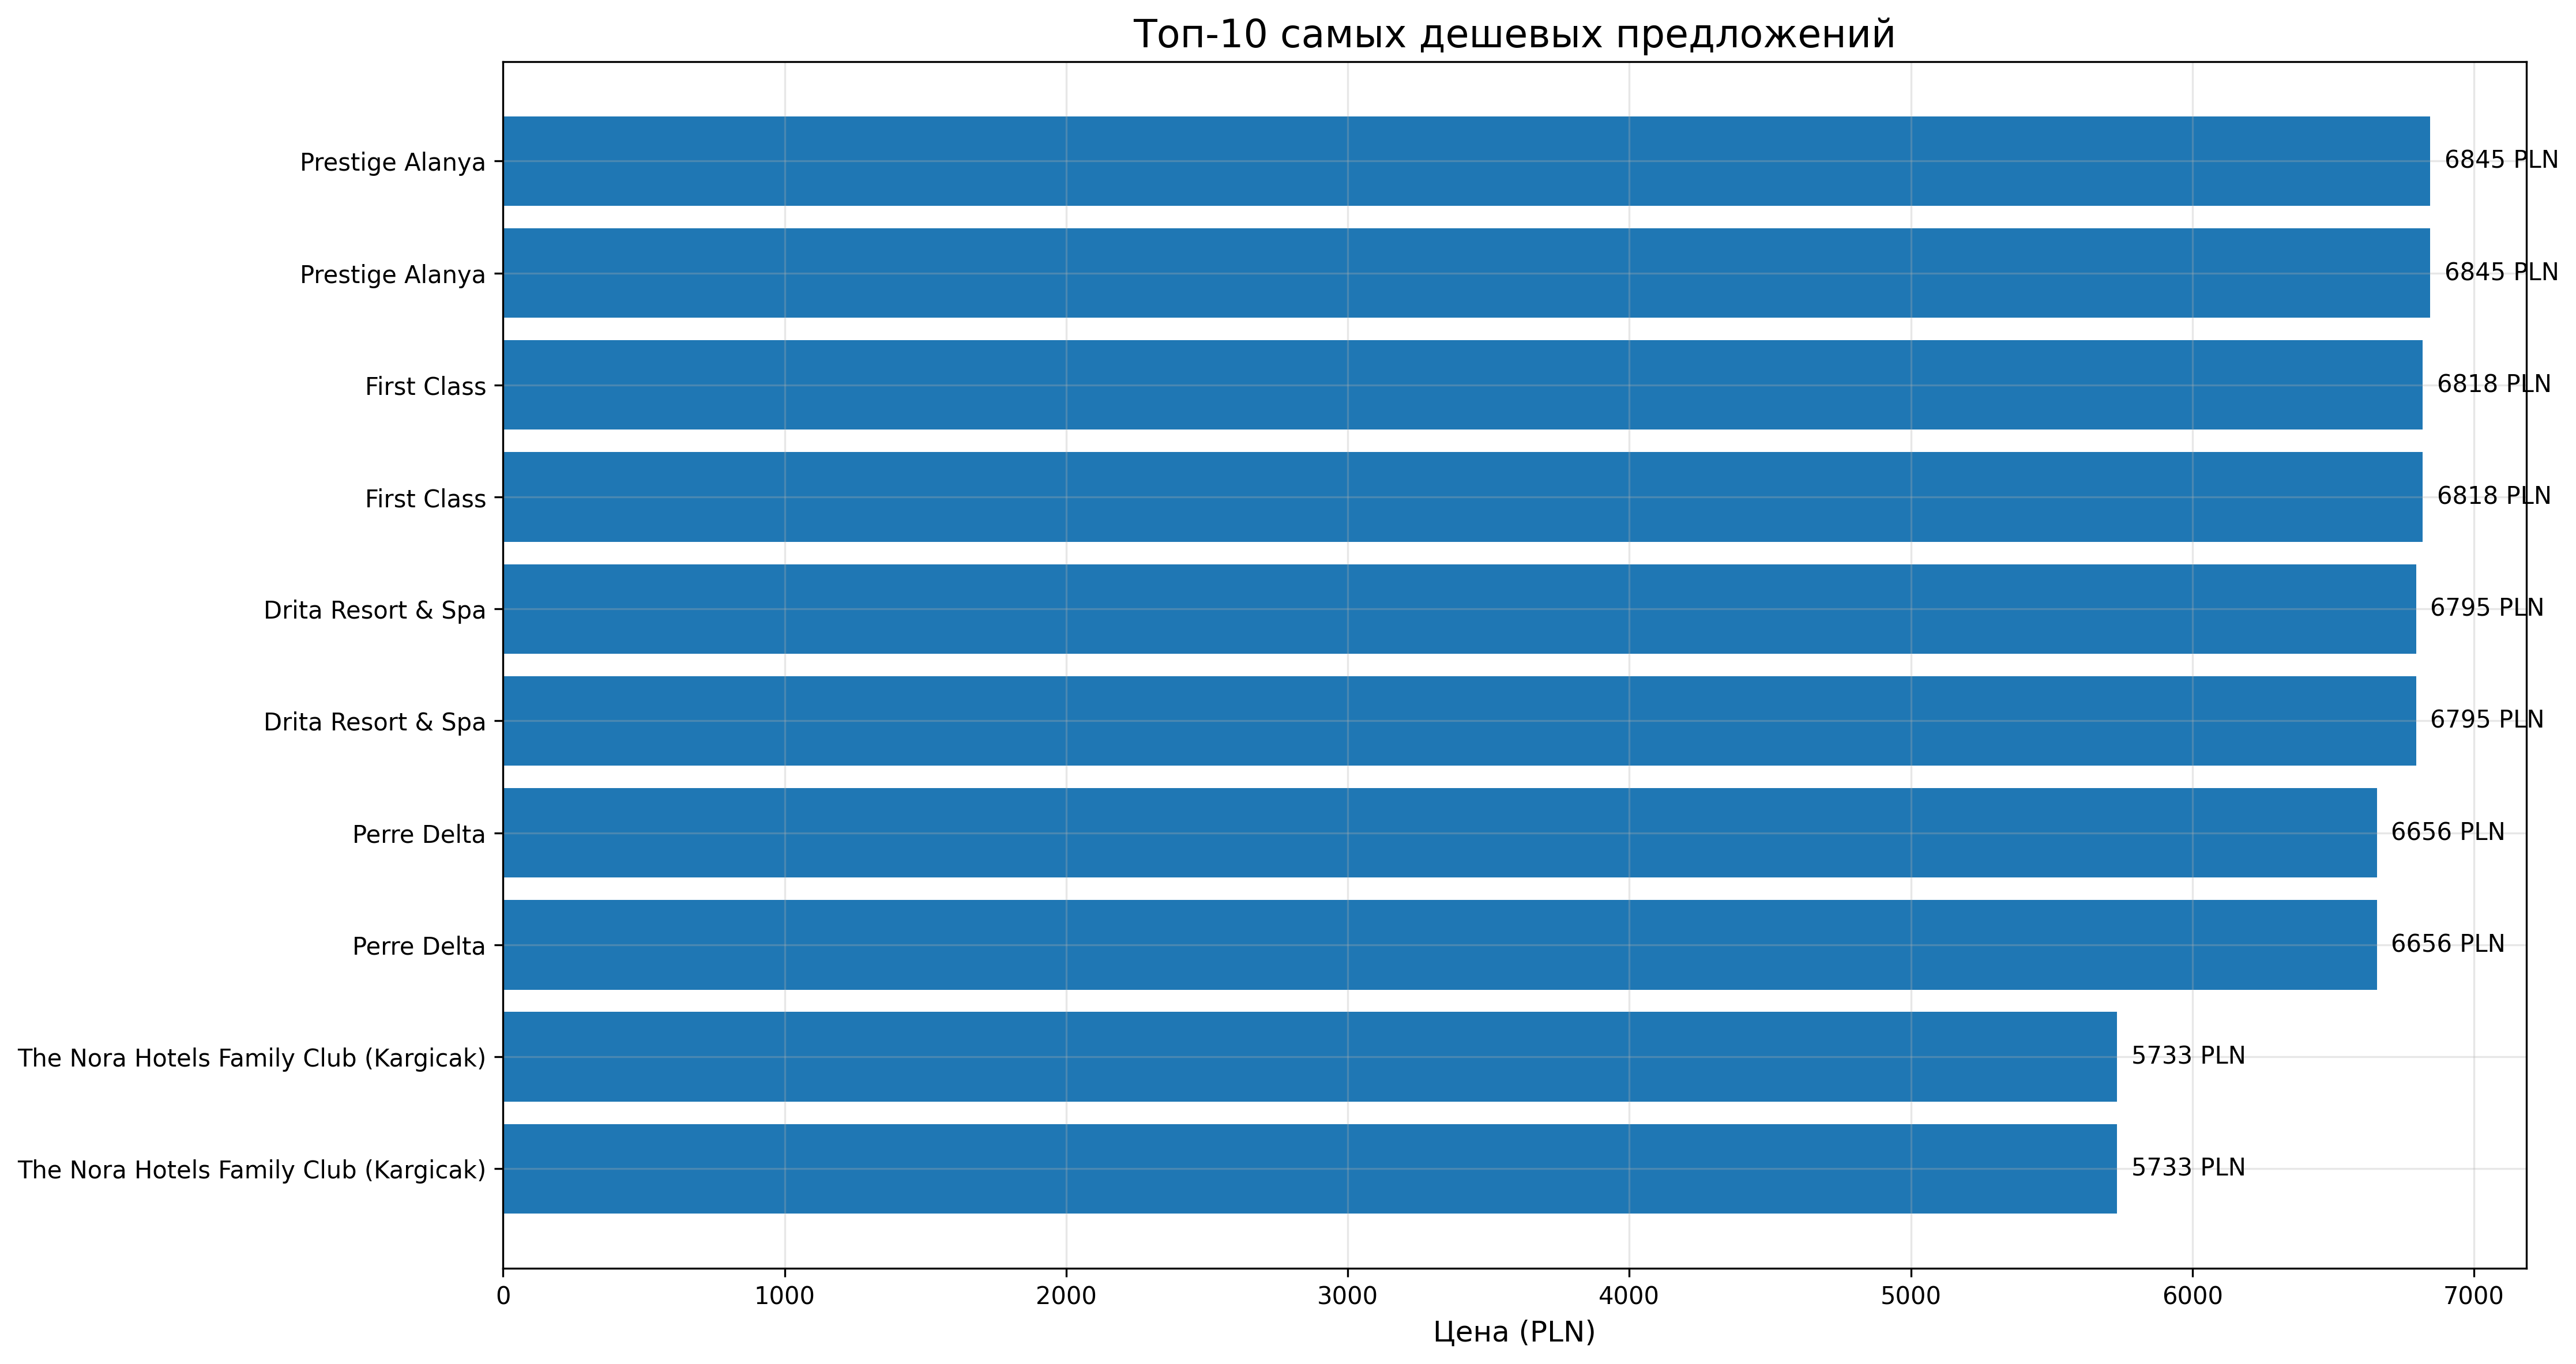 Топ-10 самых дешевых предложений
Prestige Alanya
6845 PLN
Prestige Alanya
6845 PLN
First Class
6818 PLN
First Class
6818 PLN
Drita Resort & Spa
6795 PLN
Drita Resort & Spa
6795 PLN
Perre Delta
6656 PLN
Perre Delta
6656 PLN
The Nora Hotels Family Club (Kargicak)
5733 PLN
The Nora Hotels Family Club (Kargicak)
5733 PLN
0 1000 2000 3000 4000 5000 6000 7000
Цена (PLN)